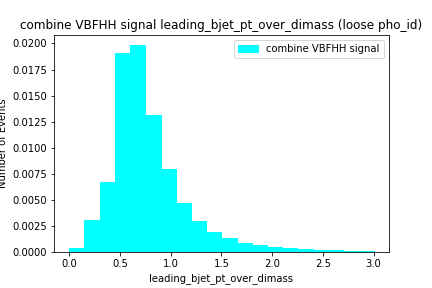 combine VBFHH signal leading_bjet_pt_over_dimass (loose pho_id)
combine VBFHH signal
0.0200
0.0175
0.0150
0.0125
0.0100
0.0075
0.0050
0.0025
0.0000
Number of Events
0.0 0.5 1.0 1.5 2.0 2.5 3.0
leading_bjet_pt_over_dimass